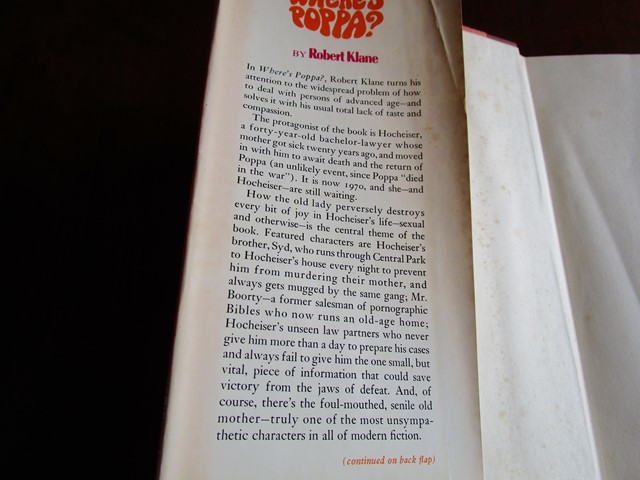 WHERE'S
POPPA?
BY Robert Klane
In Where's Poppa?, Robert Klane turns his
attention to the widespread problem of how
to deal with persons of advanced age—and
solves it with his usual total lack of taste and
compassion.
The protagonist of the book is Hocheiser,
a forty-year-old bachelor-lawyer whose
mother got sick twenty years ago, and moved
in with him to await death and the return of
Poppa (an unlikely event, since Poppa "died
in the war"). It is now 1970, and she—and
Hocheiser—are still waiting.
How the old lady perversely destroys
every bit of joy in Hocheiser's life—sexual
and otherwise—is the central theme of the
book. Featured characters are Hocheiser's
brother, Syd, who runs through Central Park
to Hocheiser's house every night to prevent
him from murdering their mother, and
always gets mugged by the same gang; Mr.
Boorty—a former salesman of pornographic
Bibles who now runs an old-age home;
Hocheiser's unseen law partners who never
give him more than a day to prepare his cases
and always fail to give him the one small, but
vital, piece of information that could save
victory from the jaws of defeat. And, of
course, there's the foul-mouthed, senile old
mother—truly one of the most unsympa-
thetic characters in all of modern fiction.
(continued on back flap)